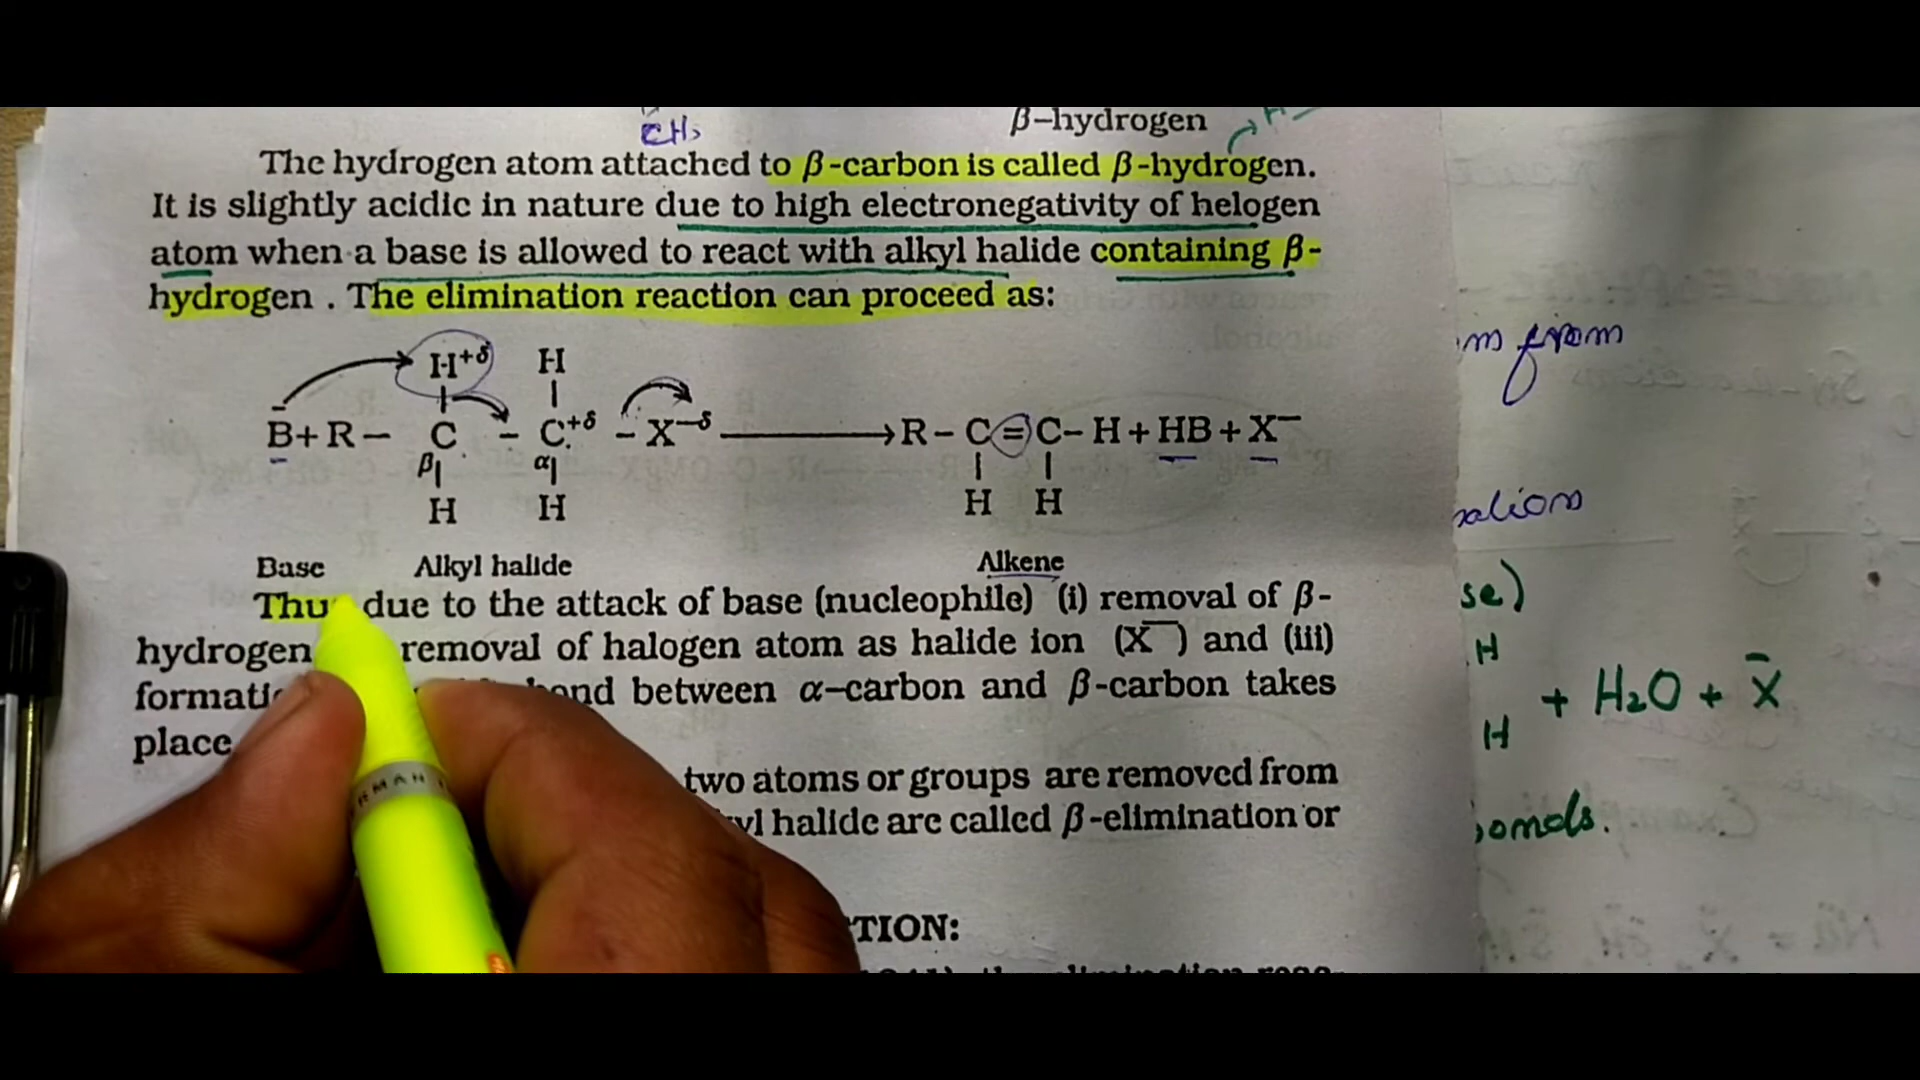 CH₃
β-hydrogen
The hydrogen atom attached to β-carbon is called β-hydrogen.
It is slightly acidic in nature due to high electronegativity of helogen
atom when a base is allowed to react with alkyl halide containing β-
hydrogen . The elimination reaction can proceed as:
H+δ H
B̄ + R – C – C+δ – X–δ ⟶ R – C = C – H + HB + X⁻
β α
H H H H
Base Alkyl halide Alkene
due to the attack of base (nucleophile) (i) removal of β-
hydrogen removal of halogen atom as halide ion (X⁻) and (iii)
between α-carbon and β-carbon takes
place
two atoms or groups are removed from
halide are called β-elimination or
TION:
from
se)
H
+ H₂O + X̄
H